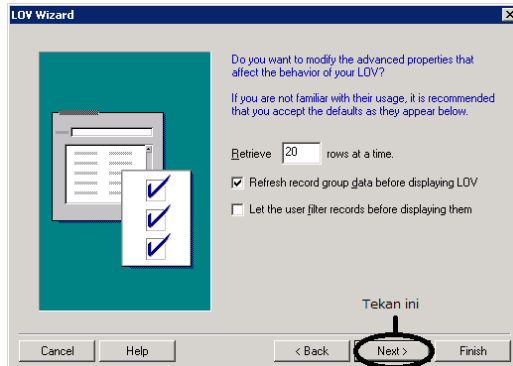 LOV Wizard
Do you want to modify the advanced properties that
affect the behavior of your LOV?
If you are not familiar with their usage, it is recommended
that you accept the defaults as they appear below.
Retrieve 20 rows at a time.
Refresh record group data before displaying LOV
Let the user filter records before displaying them
Tekan ini
Cancel Help < Back Next > Finish